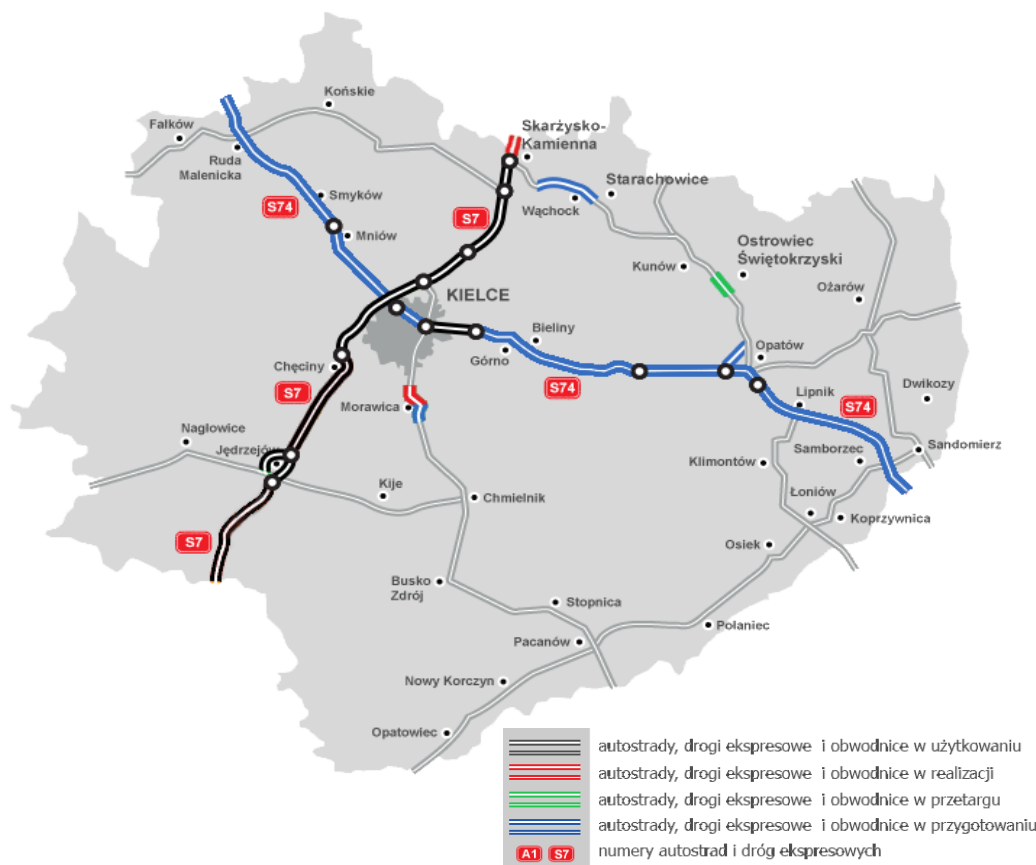 Końskie
Fałków
Ruda
Malenicka
Skarżysko-
Kamienna
Smyków
S74
Starachowice
Wąchock
S7
Mniów
Ostrowiec
Świętokrzyski
Kunów
Ożarów
KIELCE
Bieliny
Górno
Opatów
Chęciny
S7
S74
Lipnik
Dwikozy
S74
Morawica
Nagłowice
Jędrzejów
Klimontów
Samborzec
Sandomierz
Kije
Chmielnik
Łoniów
Koprzywnica
S7
Osiek
Busko
Zdrój
Stopnica
Połaniec
Pacanów
Nowy Korczyn
Opatowiec
autostrady, drogi ekspresowe i obwodnice w użytkowaniu
autostrady, drogi ekspresowe i obwodnice w realizacji
autostrady, drogi ekspresowe i obwodnice w przetargu
autostrady, drogi ekspresowe i obwodnice w przygotowaniu
A1 S7 numery autostrad i dróg ekspresowych